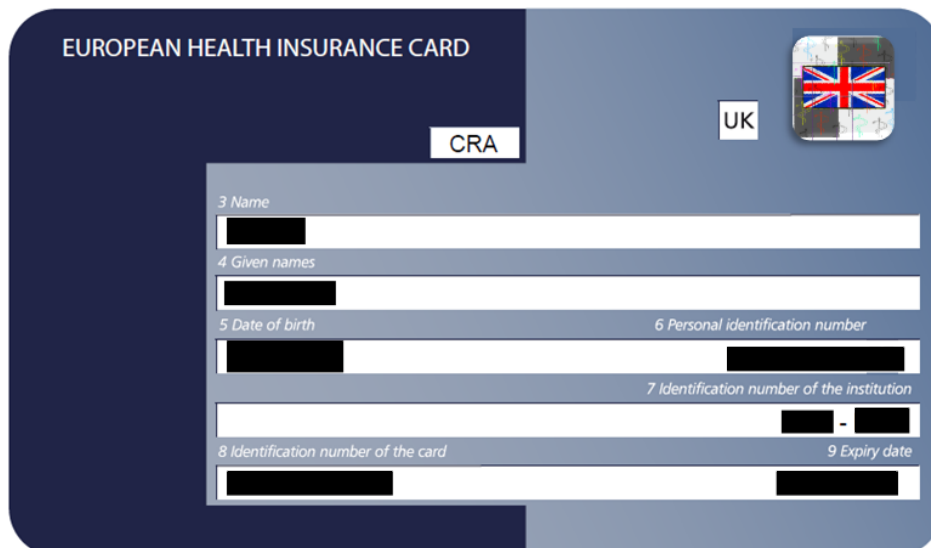 EUROPEAN HEALTH INSURANCE CARD
UK
CRA
3 Name
4 Given names
5 Date of birth 6 Personal identification number
7 Identification number of the institution
-
8 Identification number of the card 9 Expiry date